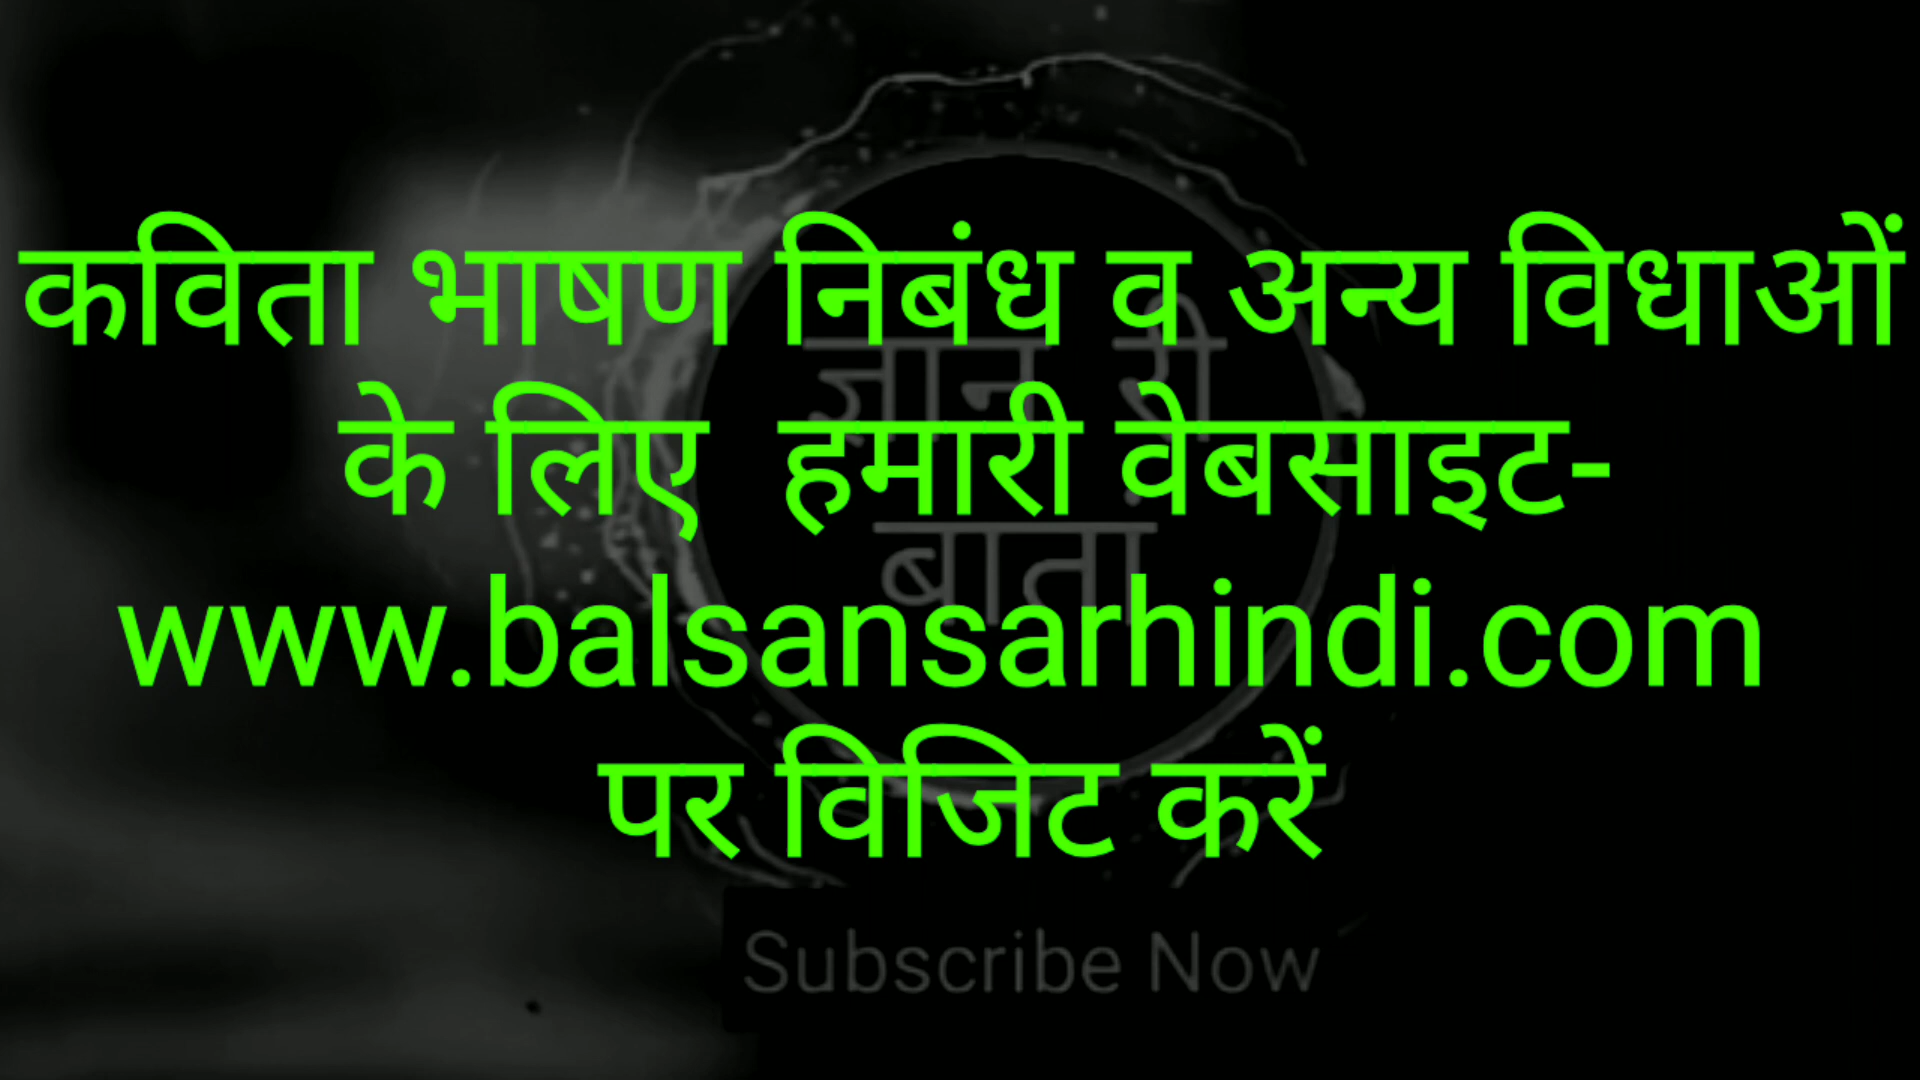 कविता भाषण निबंध व अन्य विधाओं
के लिए हमारी वेबसाइट-
www.balsansarhindi.com
पर विजिट करें
ज्ञान री
बातां
Subscribe Now